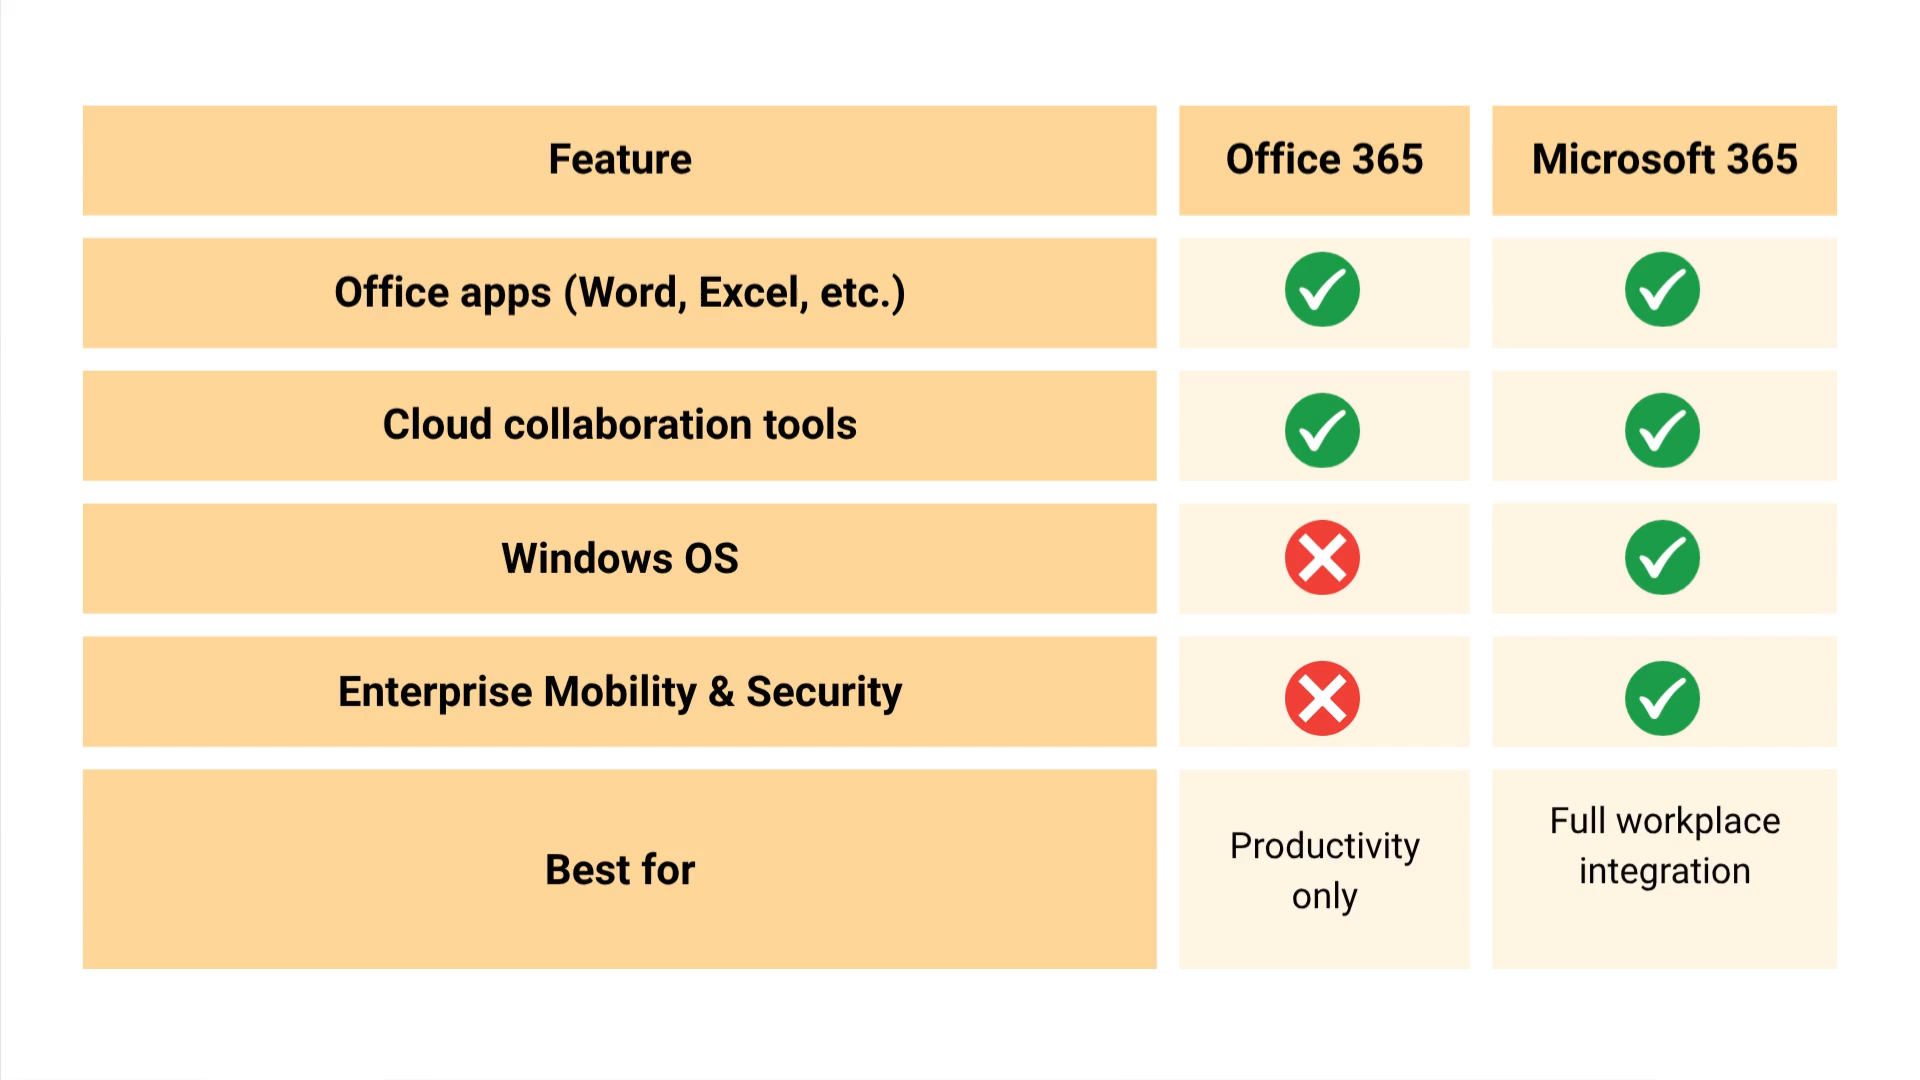 Feature
Office 365
Microsoft 365
Office apps (Word, Excel, etc.)
Cloud collaboration tools
Windows OS
Enterprise Mobility & Security
Best for
Productivity
only
Full workplace
integration